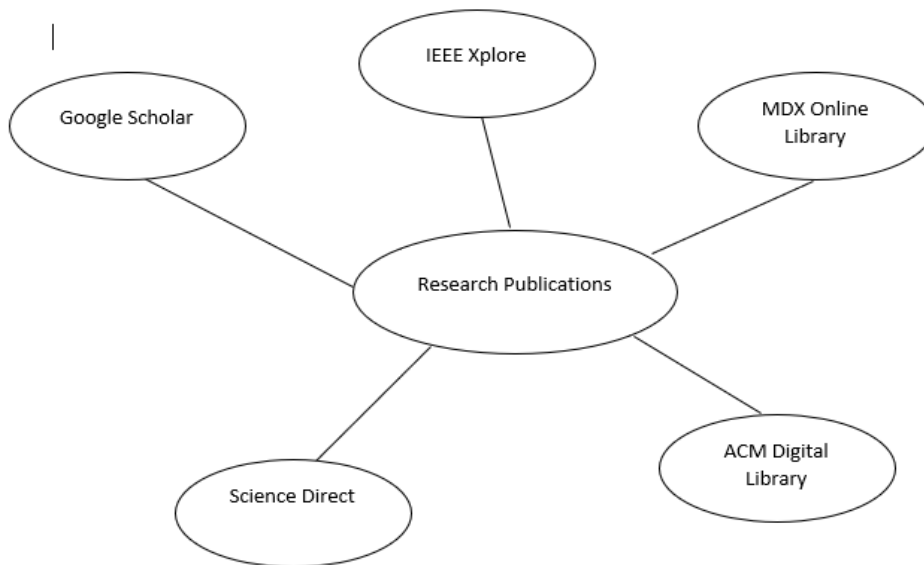 IEEE Xplore
Google Scholar
MDX Online
Library
Research Publications
ACM Digital
Library
Science Direct